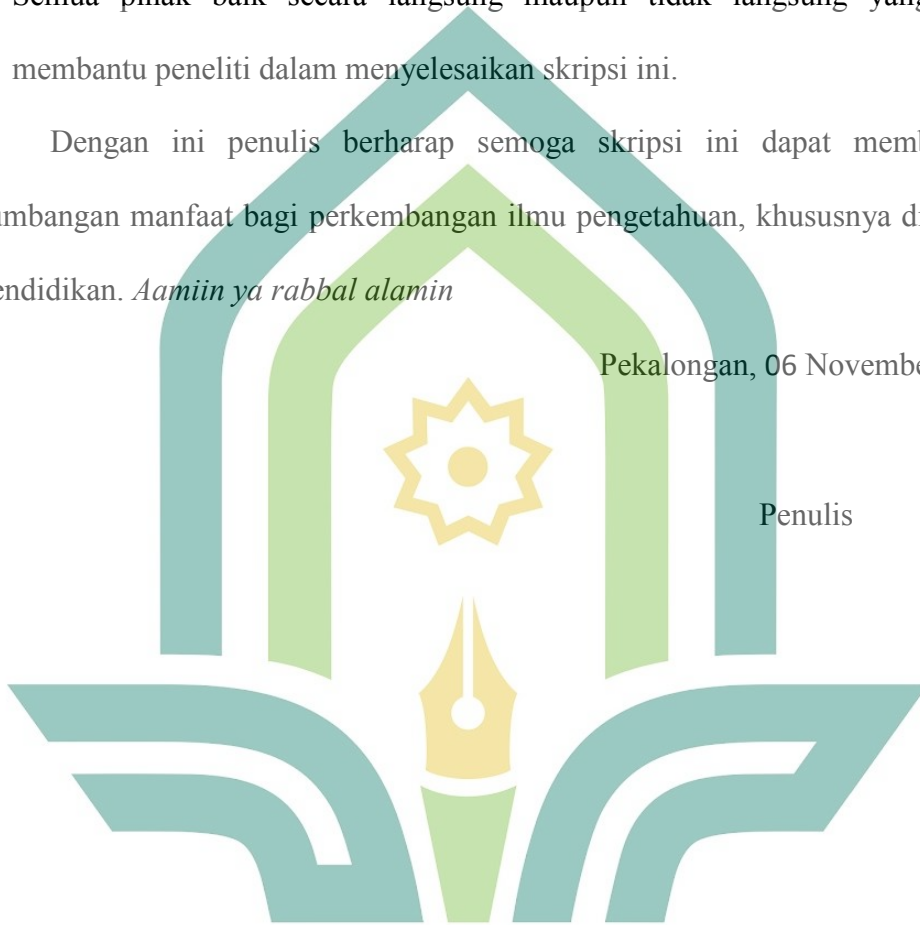 Semua pihak baik secara langsung maupun tidak langsung yang
membantu peneliti dalam menyelesaikan skripsi ini.
Dengan ini penulis berharap semoga skripsi ini dapat memb
umbangan manfaat bagi perkembangan ilmu pengetahuan, khususnya di
endidikan. Aamiin ya rabbal alamin
Pekalongan, 06 Novembe
Penulis